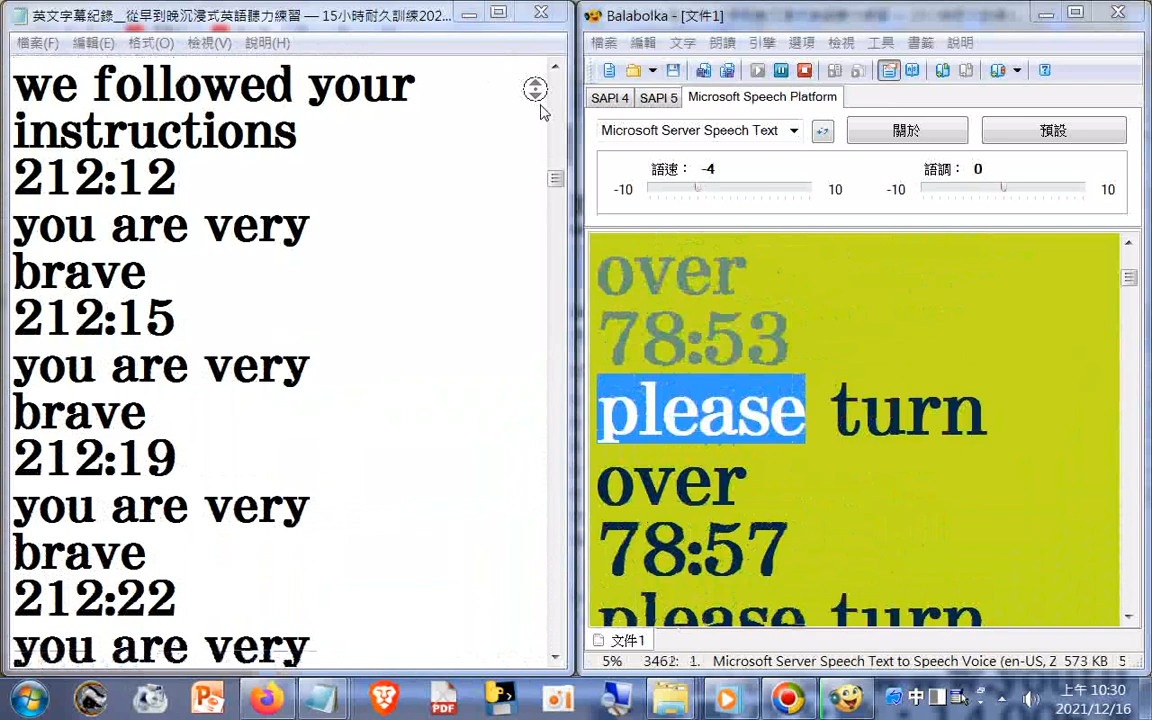 英文字幕紀錄__從早到晚沉浸式英語聽力練習 — 15小時耐久訓練202...
檔案(F) 編輯(E) 格式(O) 檢視(V) 說明(H)
we followed your
instructions
212:12
you are very
brave
212:15
you are very
brave
212:19
you are very
brave
212:22
you are very
Balabolka - [文件1]
檔案 編輯 文字 朗讀 引擎 選項 檢視 工具 書籤 說明
SAPI 4 SAPI 5 Microsoft Speech Platform
Microsoft Server Speech Text 關於 預設
語速： -4 語調： 0
-10 10 -10 10
over
78:53
please turn
over
78:57
please turn
文件1
5% 3462: 1. Microsoft Server Speech Text to Speech Voice (en-US, Z 573 KB 5
中 上午 10:30
2021/12/16